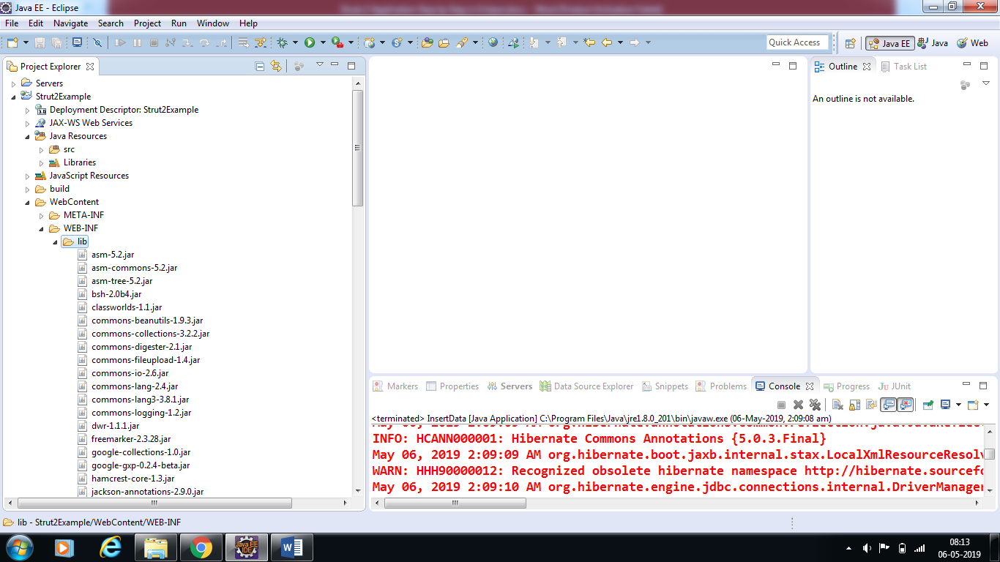 Java EE - Eclipse
File Edit Navigate Search Project Run Window Help
Quick Access
Java EE Java Web
Project Explorer
Servers
Strut2Example
Deployment Descriptor: Strut2Example
3.0
JAX-WS Web Services
Java Resources
src
Libraries
JavaScript Resources
build
WebContent
META-INF
WEB-INF
lib
asm-5.2.jar
asm-commons-5.2.jar
asm-tree-5.2.jar
bsh-2.0b4.jar
classworlds-1.1.jar
commons-beanutils-1.9.3.jar
commons-collections-3.2.2.jar
commons-digester-2.1.jar
commons-fileupload-1.4.jar
commons-io-2.6.jar
commons-lang-2.4.jar
commons-lang3-3.8.1.jar
commons-logging-1.2.jar
dwr-1.1.1.jar
freemarker-2.3.28.jar
google-collections-1.0.jar
google-gxp-0.2.4-beta.jar
hamcrest-core-1.3.jar
jackson-annotations-2.9.0.jar
Outline Task List
An outline is not available.
Markers Properties Servers Data Source Explorer Snippets Problems Console Progress JUnit
<terminated> InsertData [Java Application] C:\Program Files\Java\jre1.8.0_201\bin\javaw.exe (06-May-2019, 2:09:08 am)
INFO: HCANN000001: Hibernate Commons Annotations {5.0.3.Final}
May 06, 2019 2:09:09 AM org.hibernate.boot.jaxb.internal.stax.LocalXmlResourceResolv
WARN: HHH90000012: Recognized obsolete hibernate namespace http://hibernate.sourcefo
May 06, 2019 2:09:10 AM org.hibernate.engine.jdbc.connections.internal.DriverManager
lib - Strut2Example/WebContent/WEB-INF
Java EE
IDE
08:13
06-05-2019